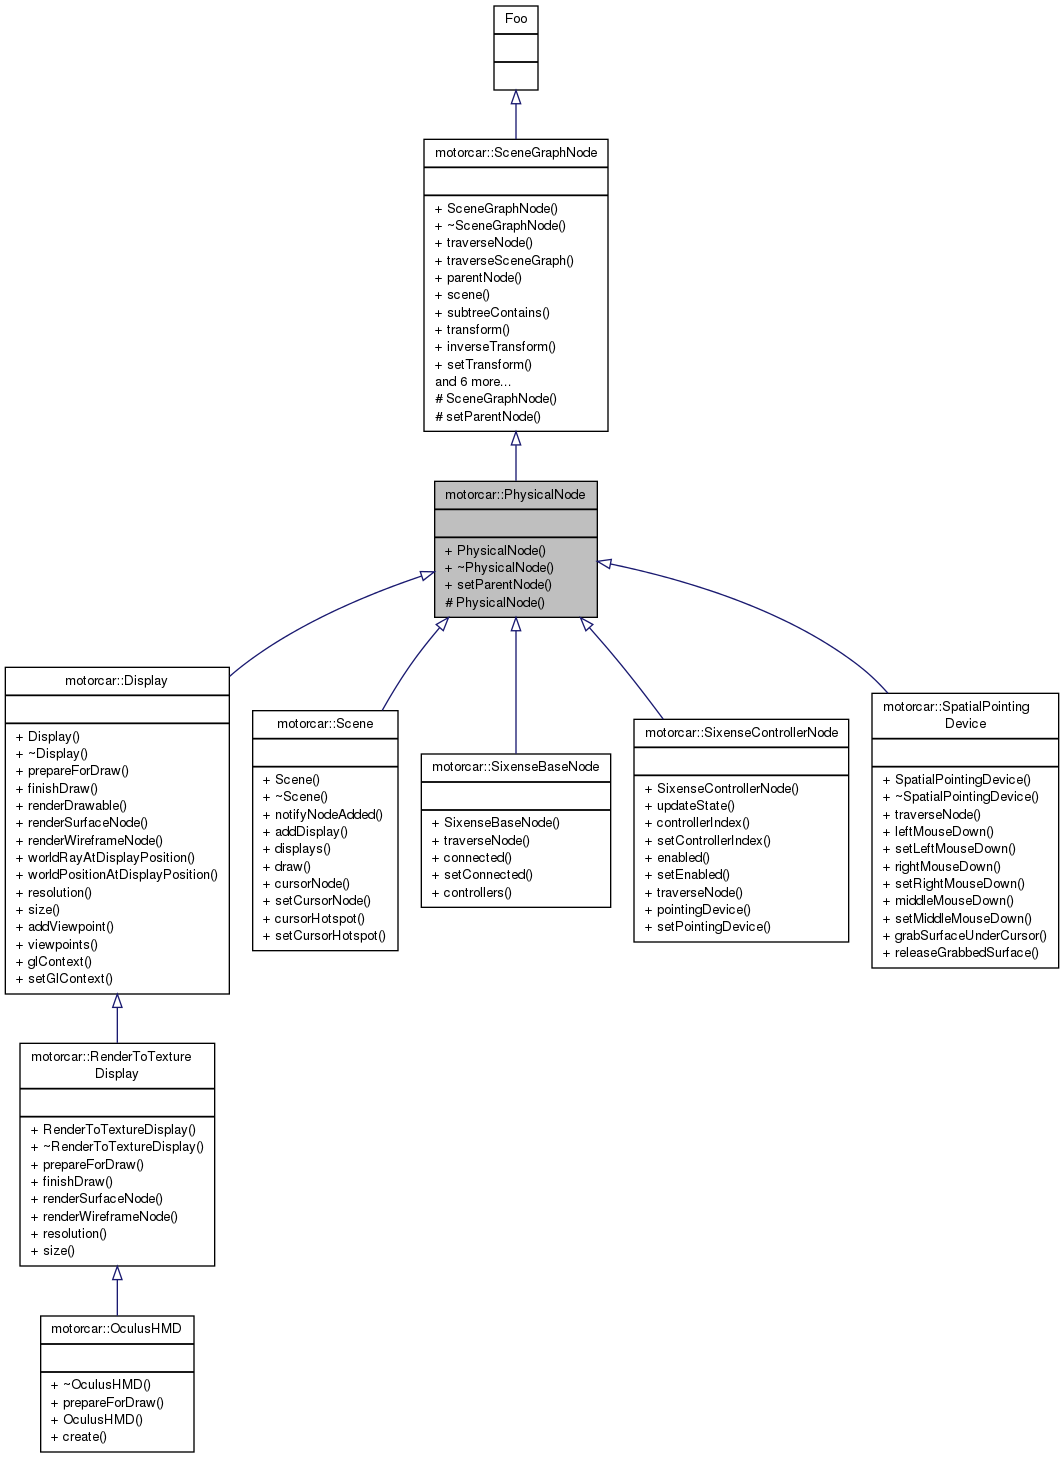 Foo
motorcar::SceneGraphNode
+ SceneGraphNode()
+ ~SceneGraphNode()
+ traverseNode()
+ traverseSceneGraph()
+ parentNode()
+ scene()
+ subtreeContains()
+ transform()
+ inverseTransform()
+ setTransform()
and 6 more...
# SceneGraphNode()
# setParentNode()
motorcar::PhysicalNode
+ PhysicalNode()
+ ~PhysicalNode()
+ setParentNode()
# PhysicalNode()
motorcar::Display
+ Display()
+ ~Display()
+ prepareForDraw()
+ finishDraw()
+ renderDrawable()
+ renderSurfaceNode()
+ renderWireframeNode()
+ worldRayAtDisplayPosition()
+ worldPositionAtDisplayPosition()
+ resolution()
+ size()
+ addViewpoint()
+ viewpoints()
+ glContext()
+ setGlContext()
motorcar::Scene
+ Scene()
+ ~Scene()
+ notifyNodeAdded()
+ addDisplay()
+ displays()
+ draw()
+ cursorNode()
+ setCursorNode()
+ cursorHotspot()
+ setCursorHotspot()
motorcar::SixenseBaseNode
+ SixenseBaseNode()
+ traverseNode()
+ connected()
+ setConnected()
+ controllers()
motorcar::SixenseControllerNode
+ SixenseControllerNode()
+ updateState()
+ controllerIndex()
+ setControllerIndex()
+ enabled()
+ setEnabled()
+ traverseNode()
+ pointingDevice()
+ setPointingDevice()
motorcar::SpatialPointing
Device
+ SpatialPointingDevice()
+ ~SpatialPointingDevice()
+ traverseNode()
+ leftMouseDown()
+ setLeftMouseDown()
+ rightMouseDown()
+ setRightMouseDown()
+ middleMouseDown()
+ setMiddleMouseDown()
+ grabSurfaceUnderCursor()
+ releaseGrabbedSurface()
motorcar::RenderToTexture
Display
+ RenderToTextureDisplay()
+ ~RenderToTextureDisplay()
+ prepareForDraw()
+ finishDraw()
+ renderSurfaceNode()
+ renderWireframeNode()
+ resolution()
+ size()
motorcar::OculusHMD
+ ~OculusHMD()
+ prepareForDraw()
+ OculusHMD()
+ create()